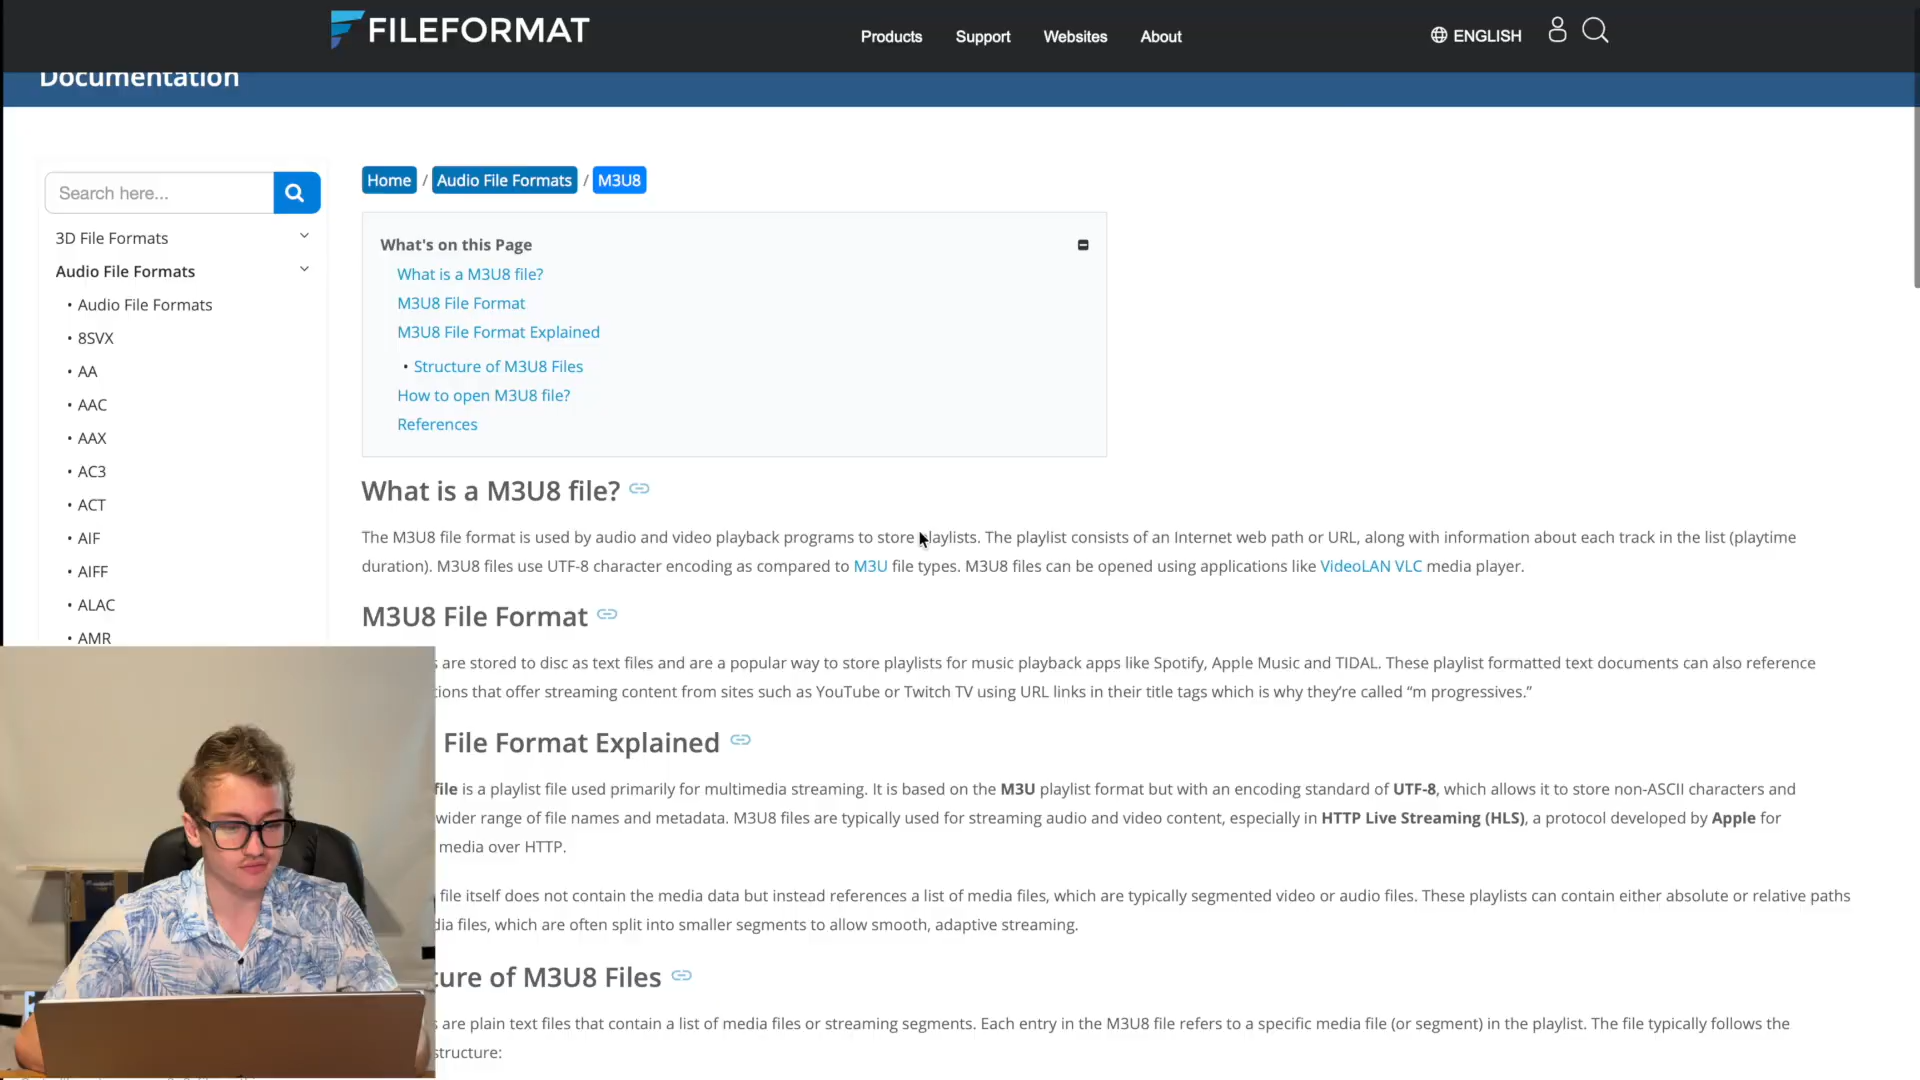 FILEFORMAT
Products
Support
Websites
About
ENGLISH
Documentation
Search here...
3D File Formats
Audio File Formats
• Audio File Formats
• 8SVX
• AA
• AAC
• AAX
• AC3
• ACT
• AIF
• AIFF
• ALAC
• AMR
Home / Audio File Formats / M3U8
What's on this Page
What is a M3U8 file?
M3U8 File Format
M3U8 File Format Explained
• Structure of M3U8 Files
How to open M3U8 file?
References
What is a M3U8 file?
The M3U8 file format is used by audio and video playback programs to store playlists. The playlist consists of an Internet web path or URL, along with information about each track in the list (playtime
duration). M3U8 files use UTF-8 character encoding as compared to M3U file types. M3U8 files can be opened using applications like VideoLAN VLC media player.
M3U8 File Format
are stored to disc as text files and are a popular way to store playlists for music playback apps like Spotify, Apple Music and TIDAL. These playlist formatted text documents can also reference
that offer streaming content from sites such as YouTube or Twitch TV using URL links in their title tags which is why they’re called “m progressives.”
File Format Explained
file is a playlist file used primarily for multimedia streaming. It is based on the M3U playlist format but with an encoding standard of UTF-8, which allows it to store non-ASCII characters and
wider range of file names and metadata. M3U8 files are typically used for streaming audio and video content, especially in HTTP Live Streaming (HLS), a protocol developed by Apple for
media over HTTP.
file itself does not contain the media data but instead references a list of media files, which are typically segmented video or audio files. These playlists can contain either absolute or relative paths
files, which are often split into smaller segments to allow smooth, adaptive streaming.
ture of M3U8 Files
are plain text files that contain a list of media files or streaming segments. Each entry in the M3U8 file refers to a specific media file (or segment) in the playlist. The file typically follows the
structure: